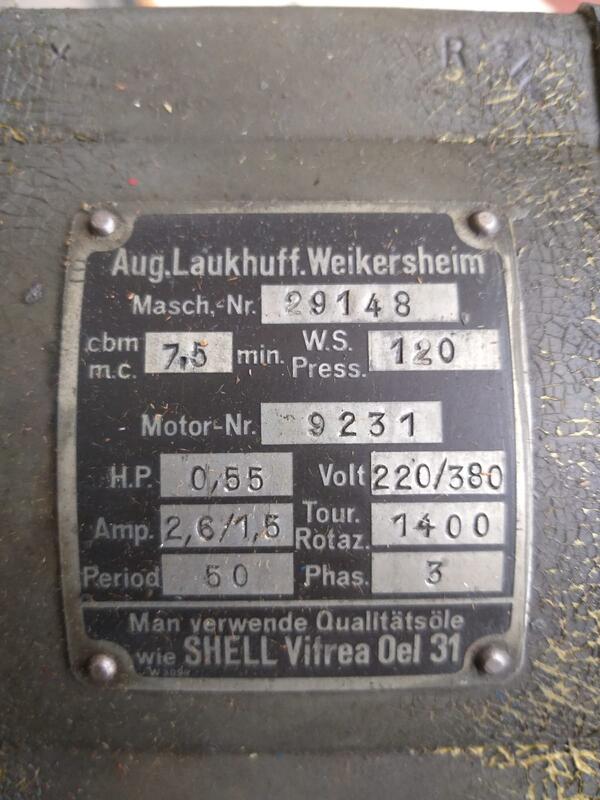 R
Aug.Laukhuff.Weikersheim
Masch.-Nr. 29148
cbm m.c. 7,5 min. W.S. Press. 120
Motor-Nr. 9231
H.P. 0,55 Volt 220/380
Amp. 2,6/1,5 Tour. Rotaz. 1400
Period 50 Phas. 3
Man verwende Qualitätsöle
wie SHELL Vitrea Oel 31